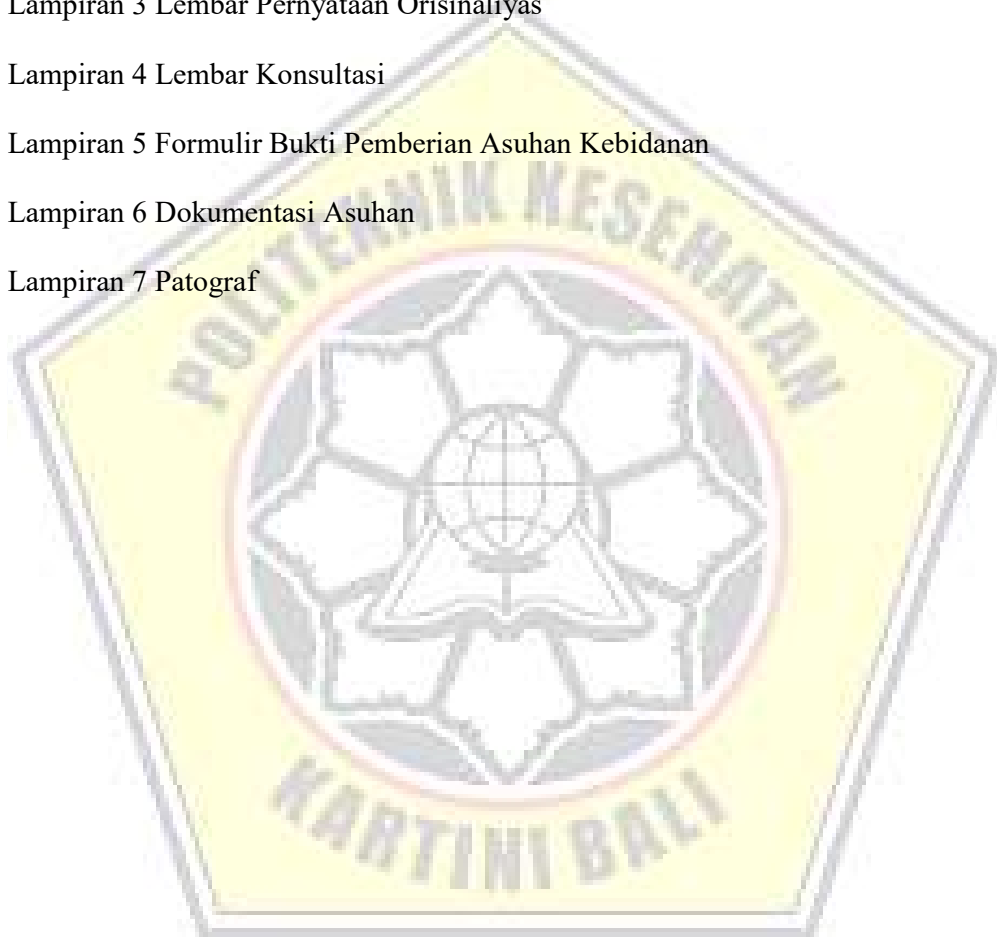 Lampiran 3 Lembar Pernyataan Orisinaliyas
Lampiran 4 Lembar Konsultasi
Lampiran 5 Formulir Bukti Pemberian Asuhan Kebidanan
Lampiran 6 Dokumentasi Asuhan
Lampiran 7 Patograf
POLITEKNIK KESEHATAN
KARTINI BALI